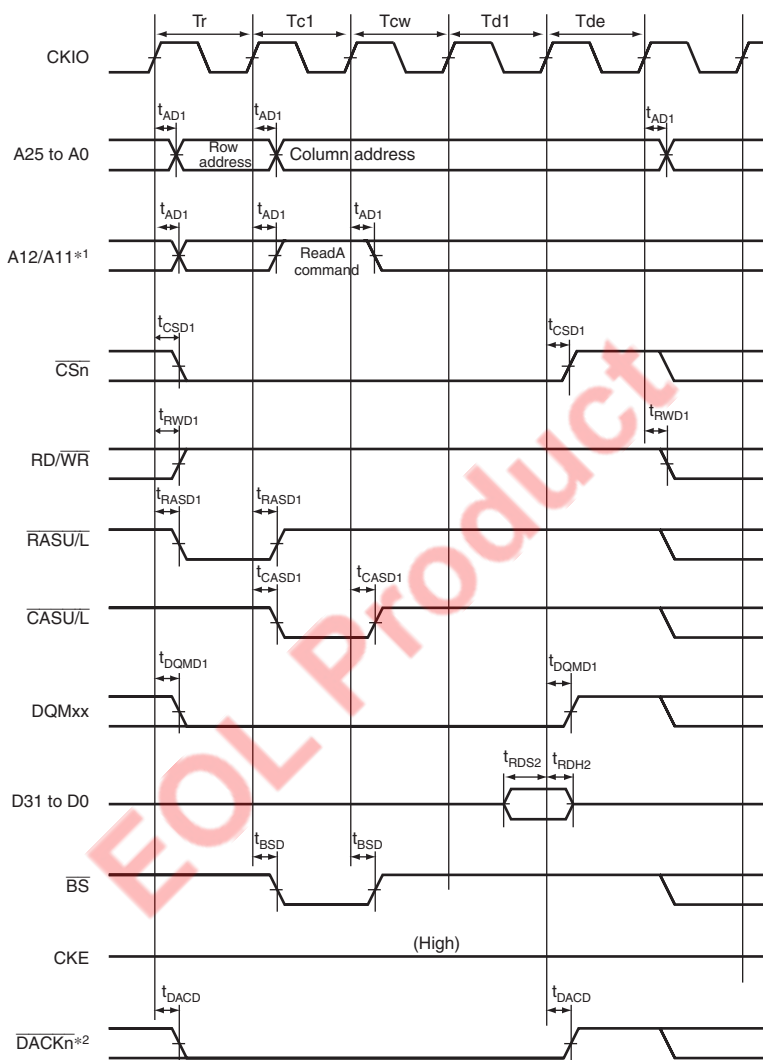 Tr Tc1 Tcw Td1 Tde
CKIO
tAD1 tAD1 tAD1
A25 to A0 Row address Column address
tAD1 tAD1 tAD1
A12/A11*1 ReadA command
tCSD1 tCSD1
CSn
tRWD1 tRWD1
RD/WR
tRASD1 tRASD1
RASU/L
tCASD1 tCASD1
CASU/L
tDQMD1 tDQMD1
DQMxx
tRDS2 tRDH2
D31 to D0
tBSD tBSD
BS
(High)
CKE
tDACD tDACD
DACKn*2
EOL Product